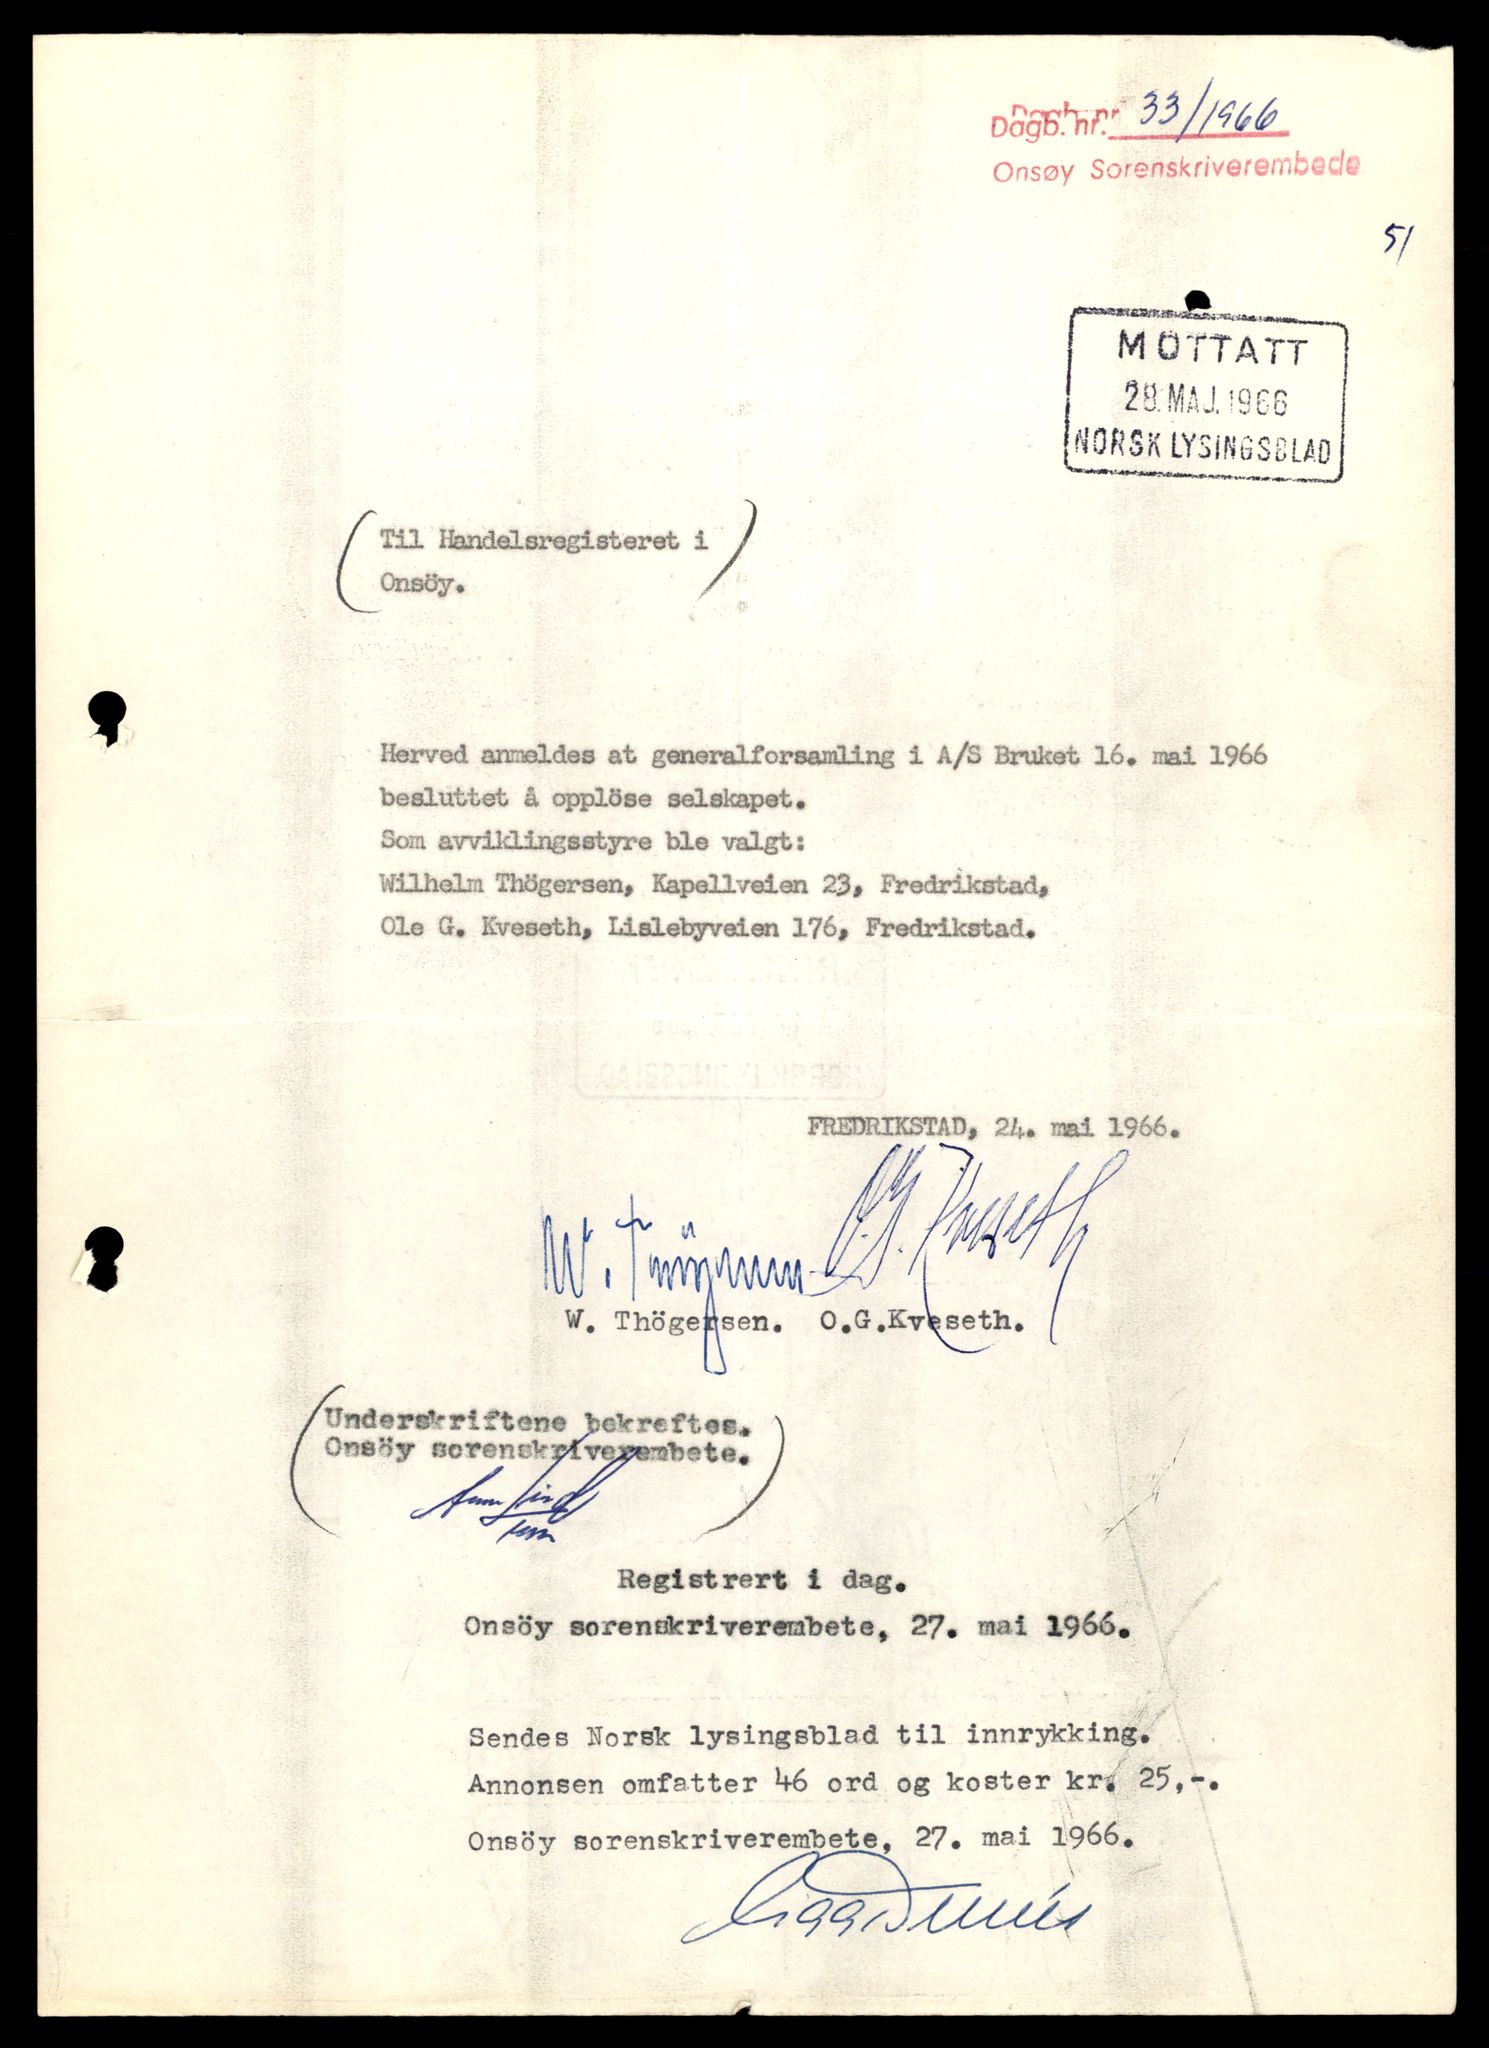 Dagb. nr. 33/1966
Onsøy Sorenskriverembede
51
MOTTATT
28. MAJ. 1966
NORSK LYSINGSBLAD
(Til Handelsregisteret i
Onsöy.)
Herved anmeldes at generalforsamling i A/S Bruket 16. mai 1966
besluttet å opplöse selskapet.
Som avviklingsstyre ble valgt:
Wilhelm Thögersen, Kapellveien 23, Fredrikstad,
Ole G. Kveseth, Lislebyveien 176, Fredrikstad.
FREDRIKSTAD, 24. mai 1966.
W. Thögersen O.G. Kveseth
W. Thögersen. O.G.Kveseth.
(Underskriftene bekreftes.
Onsöy sorenskriverembete.)
Registrert i dag.
Onsöy sorenskriverembete, 27. mai 1966.
Sendes Norsk lysingsblad til innrykking.
Annonsen omfatter 46 ord og koster kr. 25,-.
Onsöy sorenskriverembete, 27. mai 1966.